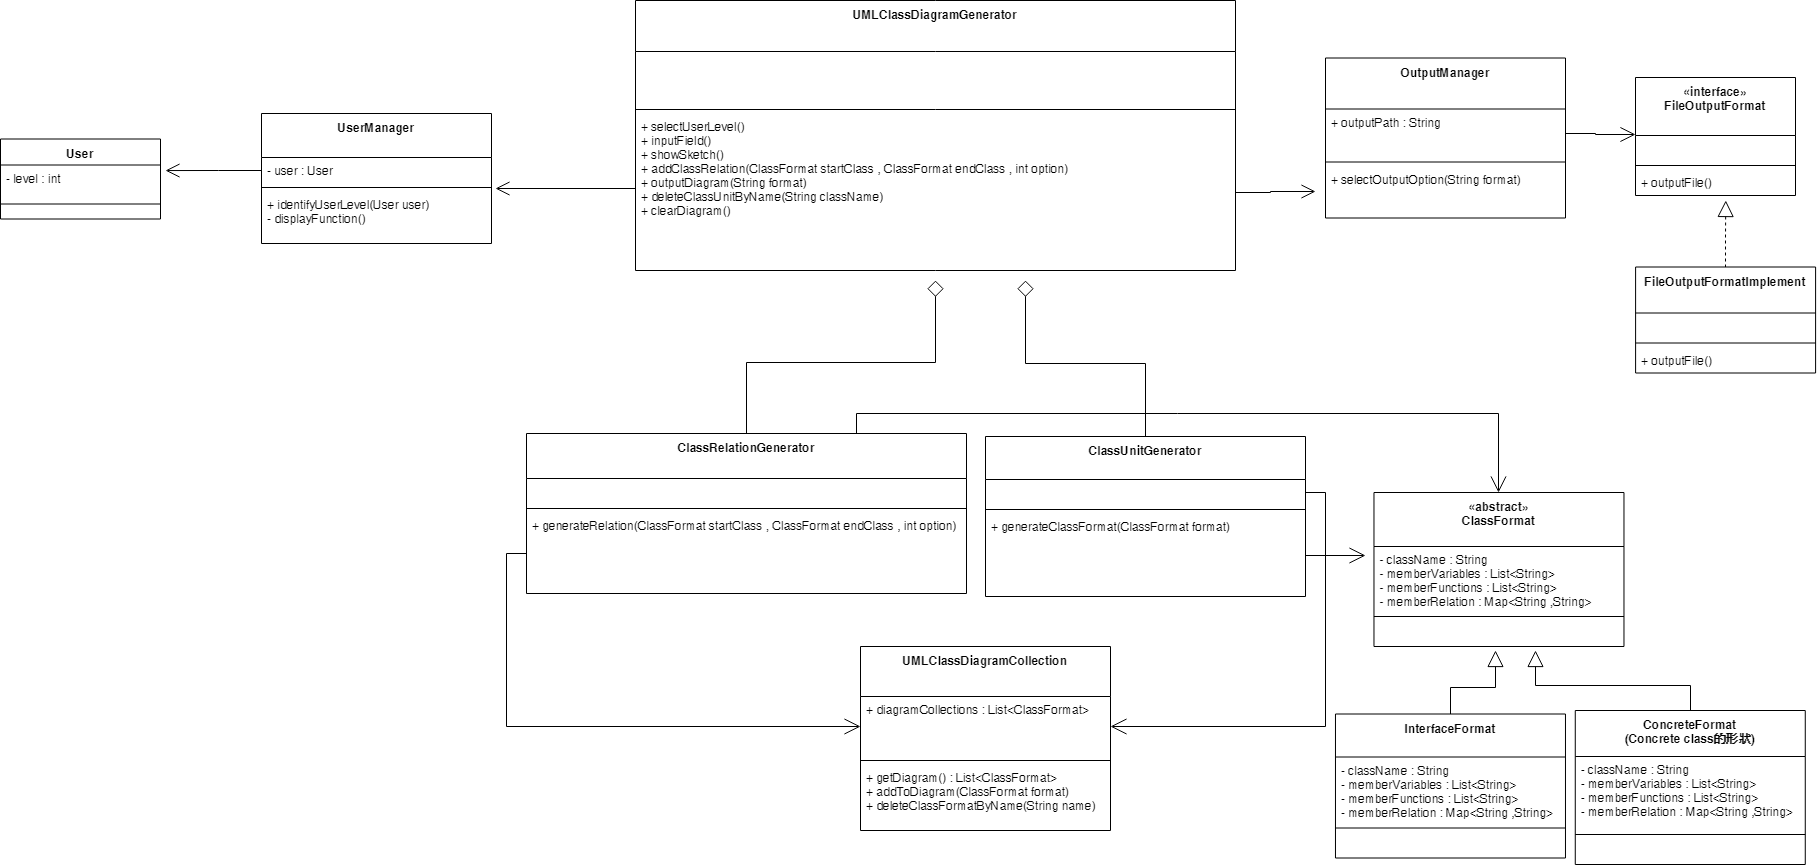 UMLClassDiagramGenerator
+ selectUserLevel()
+ inputField()
+ showSketch()
+ addClassRelation(ClassFormat startClass , ClassFormat endClass , int option)
+ outputDiagram(String format)
+ deleteClassUnitByName(String className)
+ clearDiagram()
User
- level : int
UserManager
- user : User
+ identifyUserLevel(User user)
- displayFunction()
OutputManager
+ outputPath : String
+ selectOutputOption(String format)
«interface»
FileOutputFormat
+ outputFile()
FileOutputFormatImplement
+ outputFile()
ClassRelationGenerator
+ generateRelation(ClassFormat startClass , ClassFormat endClass , int option)
ClassUnitGenerator
+ generateClassFormat(ClassFormat format)
«abstract»
ClassFormat
- className : String
- memberVariables : List<String>
- memberFunctions : List<String>
- memberRelation : Map<String ,String>
UMLClassDiagramCollection
+ diagramCollections : List<ClassFormat>
+ getDiagram() : List<ClassFormat>
+ addToDiagram(ClassFormat format)
+ deleteClassFormatByName(String name)
InterfaceFormat
- className : String
- memberVariables : List<String>
- memberFunctions : List<String>
- memberRelation : Map<String ,String>
ConcreteFormat
(Concrete class的形狀)
- className : String
- memberVariables : List<String>
- memberFunctions : List<String>
- memberRelation : Map<String ,String>